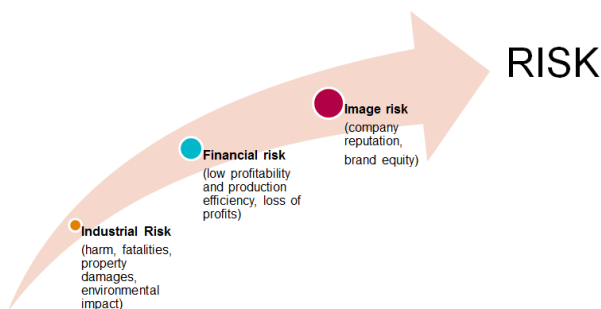 RISK
Image risk
(company
reputation,
brand equity)
Financial risk
(low profitability
and production
efficiency, loss of
profits)
Industrial Risk
(harm, fatalities,
property
damages,
environmental
impact)